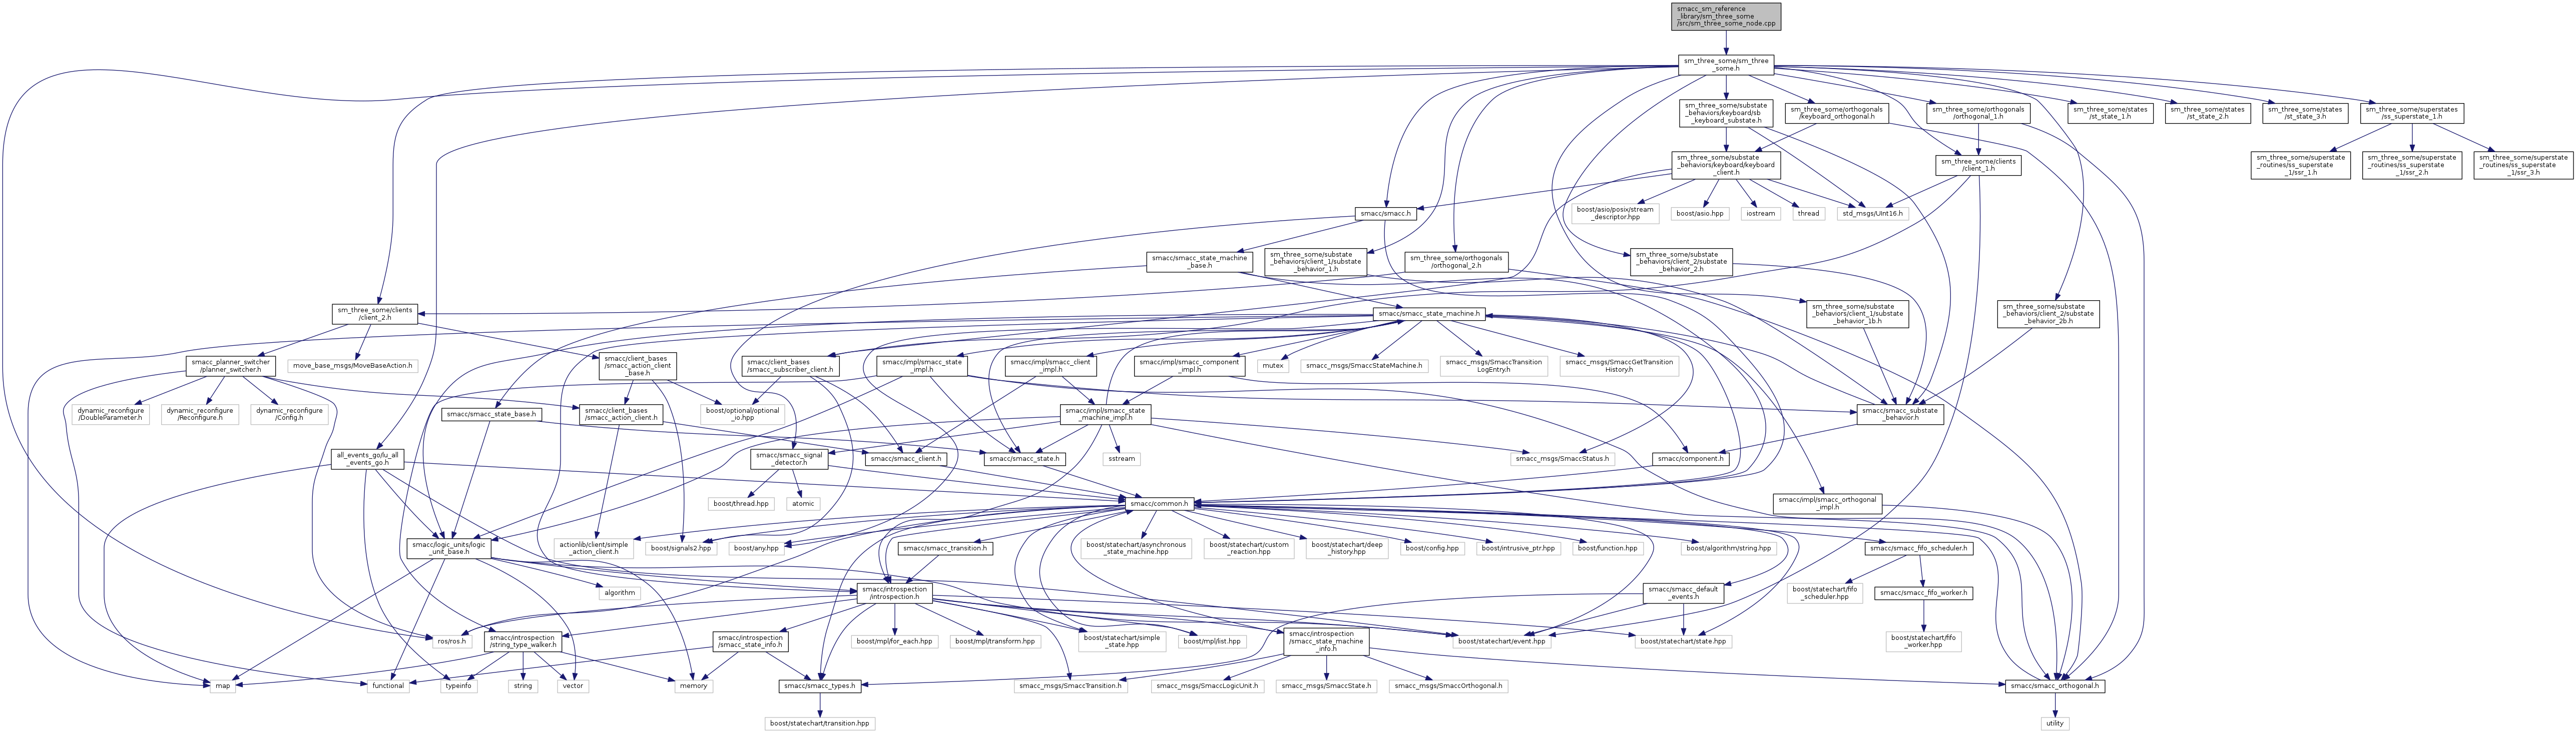 smacc_sm_reference
_library/sm_three_some
/src/sm_three_some_node.cpp
sm_three_some/sm_three
_some.h
sm_three_some/substate
_behaviors/keyboard/sb
_keyboard_substate.h
sm_three_some/orthogonals
/keyboard_orthogonal.h
sm_three_some/orthogonals
/orthogonal_1.h
sm_three_some/states
/st_state_1.h
sm_three_some/states
/st_state_2.h
sm_three_some/states
/st_state_3.h
sm_three_some/superstates
/ss_superstate_1.h
sm_three_some/substate
_behaviors/keyboard/keyboard
_client.h
sm_three_some/clients
/client_1.h
sm_three_some/superstate
_routines/ss_superstate
_1/ssr_1.h
sm_three_some/superstate
_routines/ss_superstate
_1/ssr_2.h
sm_three_some/superstate
_routines/ss_superstate
_1/ssr_3.h
smacc/smacc.h
boost/asio/posix/stream
_descriptor.hpp
boost/asio.hpp
iostream
thread
std_msgs/UInt16.h
smacc/smacc_state_machine
_base.h
sm_three_some/substate
_behaviors/client_1/substate
_behavior_1.h
sm_three_some/orthogonals
/orthogonal_2.h
sm_three_some/substate
_behaviors/client_2/substate
_behavior_2.h
sm_three_some/clients
/client_2.h
smacc/smacc_state_machine.h
sm_three_some/substate
_behaviors/client_1/substate
_behavior_1b.h
sm_three_some/substate
_behaviors/client_2/substate
_behavior_2b.h
smacc_planner_switcher
/planner_switcher.h
move_base_msgs/MoveBaseAction.h
smacc/client_bases
/smacc_action_client
_base.h
smacc/client_bases
/smacc_subscriber_client.h
smacc/impl/smacc_state
_impl.h
smacc/impl/smacc_client
_impl.h
smacc/impl/smacc_component
_impl.h
mutex
smacc_msgs/SmaccStateMachine.h
smacc_msgs/SmaccTransition
LogEntry.h
smacc_msgs/SmaccGetTransition
History.h
dynamic_reconfigure
/DoubleParameter.h
dynamic_reconfigure
/Reconfigure.h
dynamic_reconfigure
/Config.h
smacc/smacc_state_base.h
smacc/client_bases
/smacc_action_client.h
boost/optional/optional
_io.hpp
smacc/impl/smacc_state
_machine_impl.h
smacc/smacc_substate
_behavior.h
all_events_go/lu_all
_events_go.h
smacc/smacc_signal
_detector.h
smacc/smacc_client.h
smacc/smacc_state.h
sstream
smacc_msgs/SmaccStatus.h
smacc/component.h
boost/thread.hpp
atomic
smacc/common.h
smacc/impl/smacc_orthogonal
_impl.h
smacc/logic_units/logic
_unit_base.h
actionlib/client/simple
_action_client.h
boost/signals2.hpp
boost/any.hpp
smacc/smacc_transition.h
boost/statechart/asynchronous
_state_machine.hpp
boost/statechart/custom
_reaction.hpp
boost/statechart/deep
_history.hpp
boost/config.hpp
boost/intrusive_ptr.hpp
boost/function.hpp
boost/algorithm/string.hpp
smacc/smacc_fifo_scheduler.h
algorithm
smacc/introspection
/introspection.h
smacc/smacc_default
_events.h
boost/statechart/fifo
_scheduler.hpp
smacc/smacc_fifo_worker.h
ros/ros.h
smacc/introspection
/string_type_walker.h
smacc/introspection
/smacc_state_info.h
boost/mpl/for_each.hpp
boost/mpl/transform.hpp
boost/statechart/simple
_state.hpp
boost/mpl/list.hpp
smacc/introspection
/smacc_state_machine
_info.h
boost/statechart/event.hpp
boost/statechart/state.hpp
boost/statechart/fifo
_worker.hpp
map
functional
typeinfo
string
vector
memory
smacc/smacc_types.h
smacc_msgs/SmaccTransition.h
smacc_msgs/SmaccLogicUnit.h
smacc_msgs/SmaccState.h
smacc_msgs/SmaccOrthogonal.h
smacc/smacc_orthogonal.h
boost/statechart/transition.hpp
utility